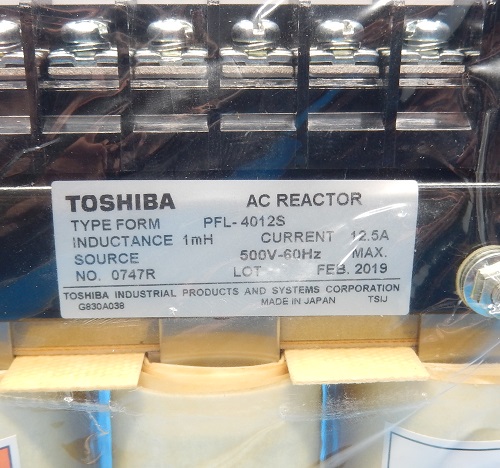 TOSHIBA AC REACTOR
TYPE FORM PFL-4012S
INDUCTANCE 1mH CURRENT 12.5A
SOURCE 500V-60Hz MAX.
NO. 0747R LOT FEB. 2019
TOSHIBA INDUSTRIAL PRODUCTS AND SYSTEMS CORPORATION
G630A038 MADE IN JAPAN TSIJ